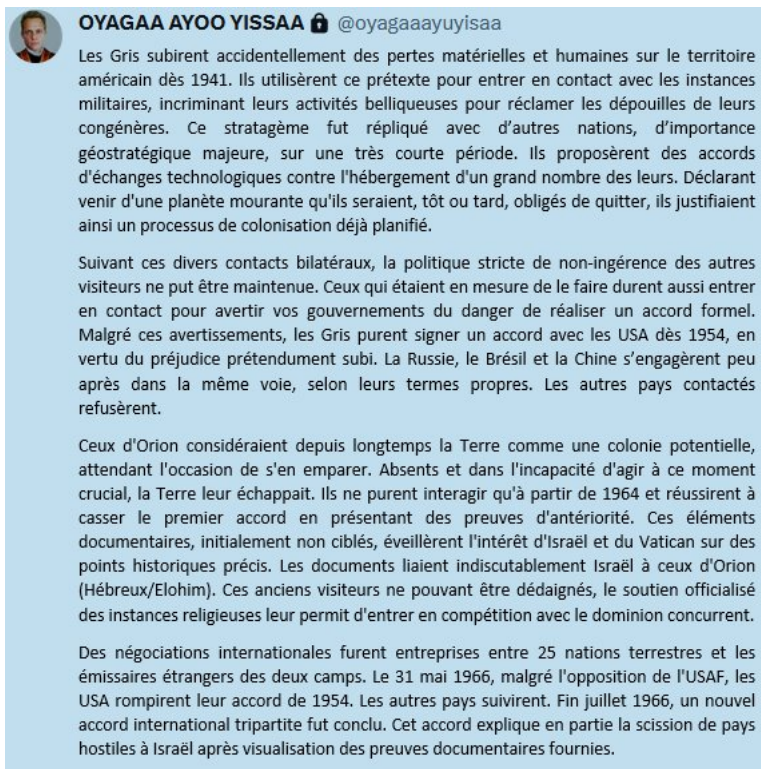 OYAGAA AYOO YISSAA @oyagaaayuyisaa
Les Gris subirent accidentellement des pertes matérielles et humaines sur le territoire
américain dès 1941. Ils utilisèrent ce prétexte pour entrer en contact avec les instances
militaires, incriminant leurs activités belliqueuses pour réclamer les dépouilles de leurs
congénères. Ce stratagème fut répliqué avec d'autres nations, d'importance
géostratégique majeure, sur une très courte période. Ils proposèrent des accords
d'échanges technologiques contre l'hébergement d'un grand nombre des leurs. Déclarant
venir d'une planète mourante qu'ils seraient, tôt ou tard, obligés de quitter, ils justifiaient
ainsi un processus de colonisation déjà planifié.
Suivant ces divers contacts bilatéraux, la politique stricte de non-ingérence des autres
visiteurs ne put être maintenue. Ceux qui étaient en mesure de le faire durent aussi entrer
en contact pour avertir vos gouvernements du danger de réaliser un accord formel.
Malgré ces avertissements, les Gris purent signer un accord avec les USA dès 1954, en
vertu du préjudice prétendument subi. La Russie, le Brésil et la Chine s'engagèrent peu
après dans la même voie, selon leurs termes propres. Les autres pays contactés
refusèrent.
Ceux d'Orion considéraient depuis longtemps la Terre comme une colonie potentielle,
attendant l'occasion de s'en emparer. Absents et dans l'incapacité d'agir à ce moment
crucial, la Terre leur échappait. Ils ne purent interagir qu'à partir de 1964 et réussirent à
casser le premier accord en présentant des preuves d'antériorité. Ces éléments
documentaires, initialement non ciblés, éveillèrent l'intérêt d'Israël et du Vatican sur des
points historiques précis. Les documents liaient indiscutablement Israël à ceux d'Orion
(Hébreux/Elohim). Ces anciens visiteurs ne pouvant être dédaignés, le soutien officialisé
des instances religieuses leur permit d'entrer en compétition avec le dominion concurrent.
Des négociations internationales furent entreprises entre 25 nations terrestres et les
émissaires étrangers des deux camps. Le 31 mai 1966, malgré l'opposition de l'USAF, les
USA rompirent leur accord de 1954. Les autres pays suivirent. Fin juillet 1966, un nouvel
accord international tripartite fut conclu. Cet accord explique en partie la scission de pays
hostiles à Israël après visualisation des preuves documentaires fournies.